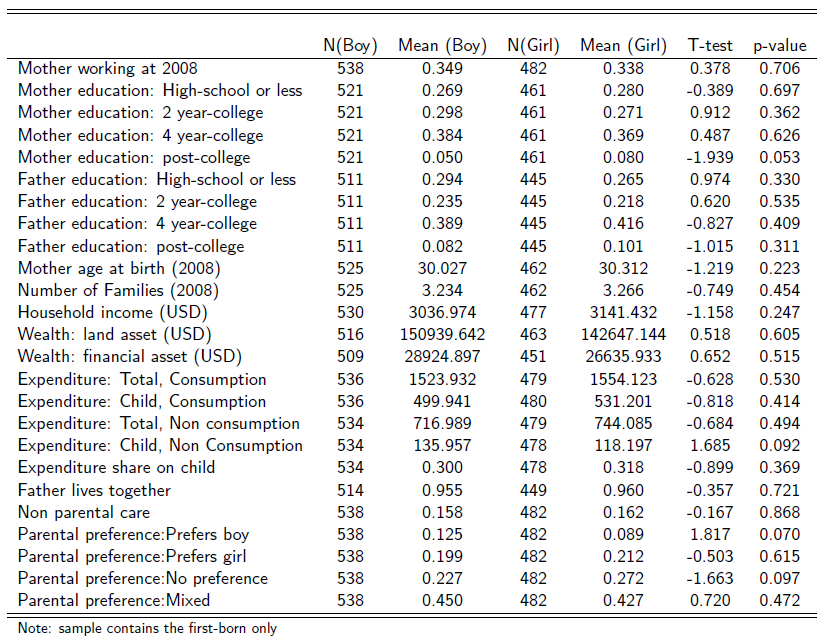 N(Boy) Mean (Boy) N(Girl) Mean (Girl) T-test p-value
Mother working at 2008 538 0.349 482 0.338 0.378 0.706
Mother education: High-school or less 521 0.269 461 0.280 -0.389 0.697
Mother education: 2 year-college 521 0.298 461 0.271 0.912 0.362
Mother education: 4 year-college 521 0.384 461 0.369 0.487 0.626
Mother education: post-college 521 0.050 461 0.080 -1.939 0.053
Father education: High-school or less 511 0.294 445 0.265 0.974 0.330
Father education: 2 year-college 511 0.235 445 0.218 0.620 0.535
Father education: 4 year-college 511 0.389 445 0.416 -0.827 0.409
Father education: post-college 511 0.082 445 0.101 -1.015 0.311
Mother age at birth (2008) 525 30.027 462 30.312 -1.219 0.223
Number of Families (2008) 525 3.234 462 3.266 -0.749 0.454
Household income (USD) 530 3036.974 477 3141.432 -1.158 0.247
Wealth: land asset (USD) 516 150939.642 463 142647.144 0.518 0.605
Wealth: financial asset (USD) 509 28924.897 451 26635.933 0.652 0.515
Expenditure: Total, Consumption 536 1523.932 479 1554.123 -0.628 0.530
Expenditure: Child, Consumption 536 499.941 480 531.201 -0.818 0.414
Expenditure: Total, Non consumption 534 716.989 479 744.085 -0.684 0.494
Expenditure: Child, Non Consumption 534 135.957 478 118.197 1.685 0.092
Expenditure share on child 534 0.300 478 0.318 -0.899 0.369
Father lives together 514 0.955 449 0.960 -0.357 0.721
Non parental care 538 0.158 482 0.162 -0.167 0.868
Parental preference:Prefers boy 538 0.125 482 0.089 1.817 0.070
Parental preference:Prefers girl 538 0.199 482 0.212 -0.503 0.615
Parental preference:No preference 538 0.227 482 0.272 -1.663 0.097
Parental preference:Mixed 538 0.450 482 0.427 0.720 0.472
Note: sample contains the first-born only